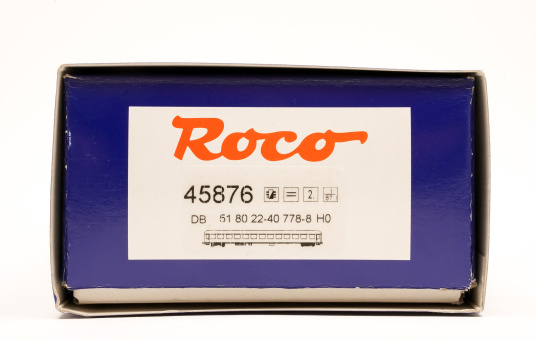 Roco
45876 = 2.
DB 51 80 22-40 778-8 H0